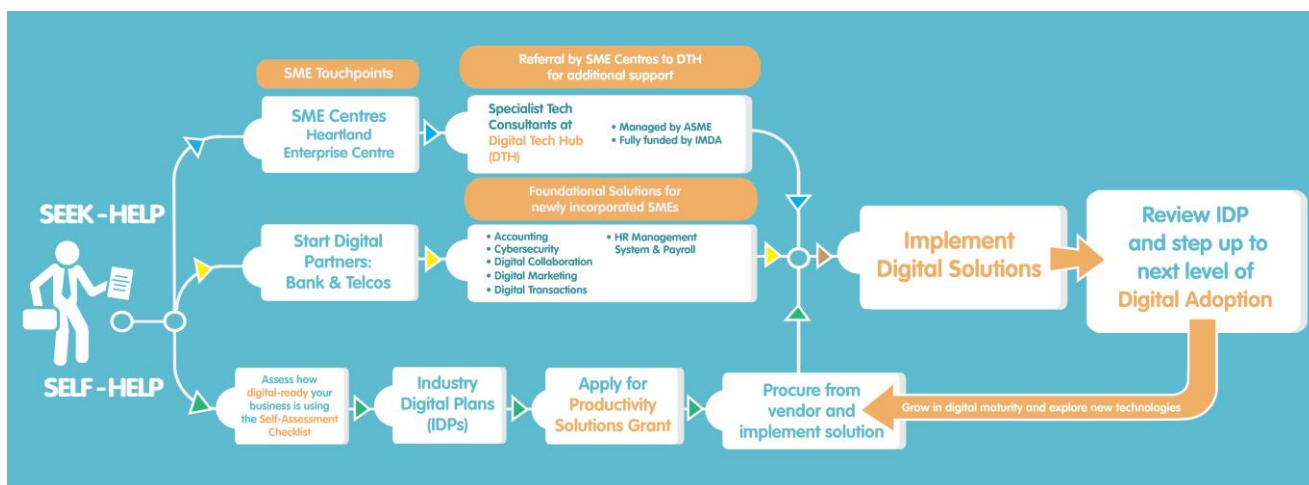 SEEK-HELP
SELF-HELP
SME Touchpoints
SME Centres
Heartland
Enterprise Centre
Referral by SME Centres to DTH
for additional support
Specialist Tech
Consultants at
Digital Tech Hub
(DTH)
• Managed by ASME
• Fully funded by IMDA
Start Digital
Partners:
Bank & Telcos
Foundational Solutions for
newly incorporated SMEs
• Accounting
• Cybersecurity
• Digital Collaboration
• Digital Marketing
• Digital Transactions
• HR Management
System & Payroll
Assess how
digital-ready your
business is using
the Self-Assessment
Checklist
Industry
Digital Plans
(IDPs)
Apply for
Productivity
Solutions Grant
Procure from
vendor and
implement solution
Implement
Digital Solutions
Review IDP
and step up to
next level of
Digital Adoption
Grow in digital maturity and explore new technologies